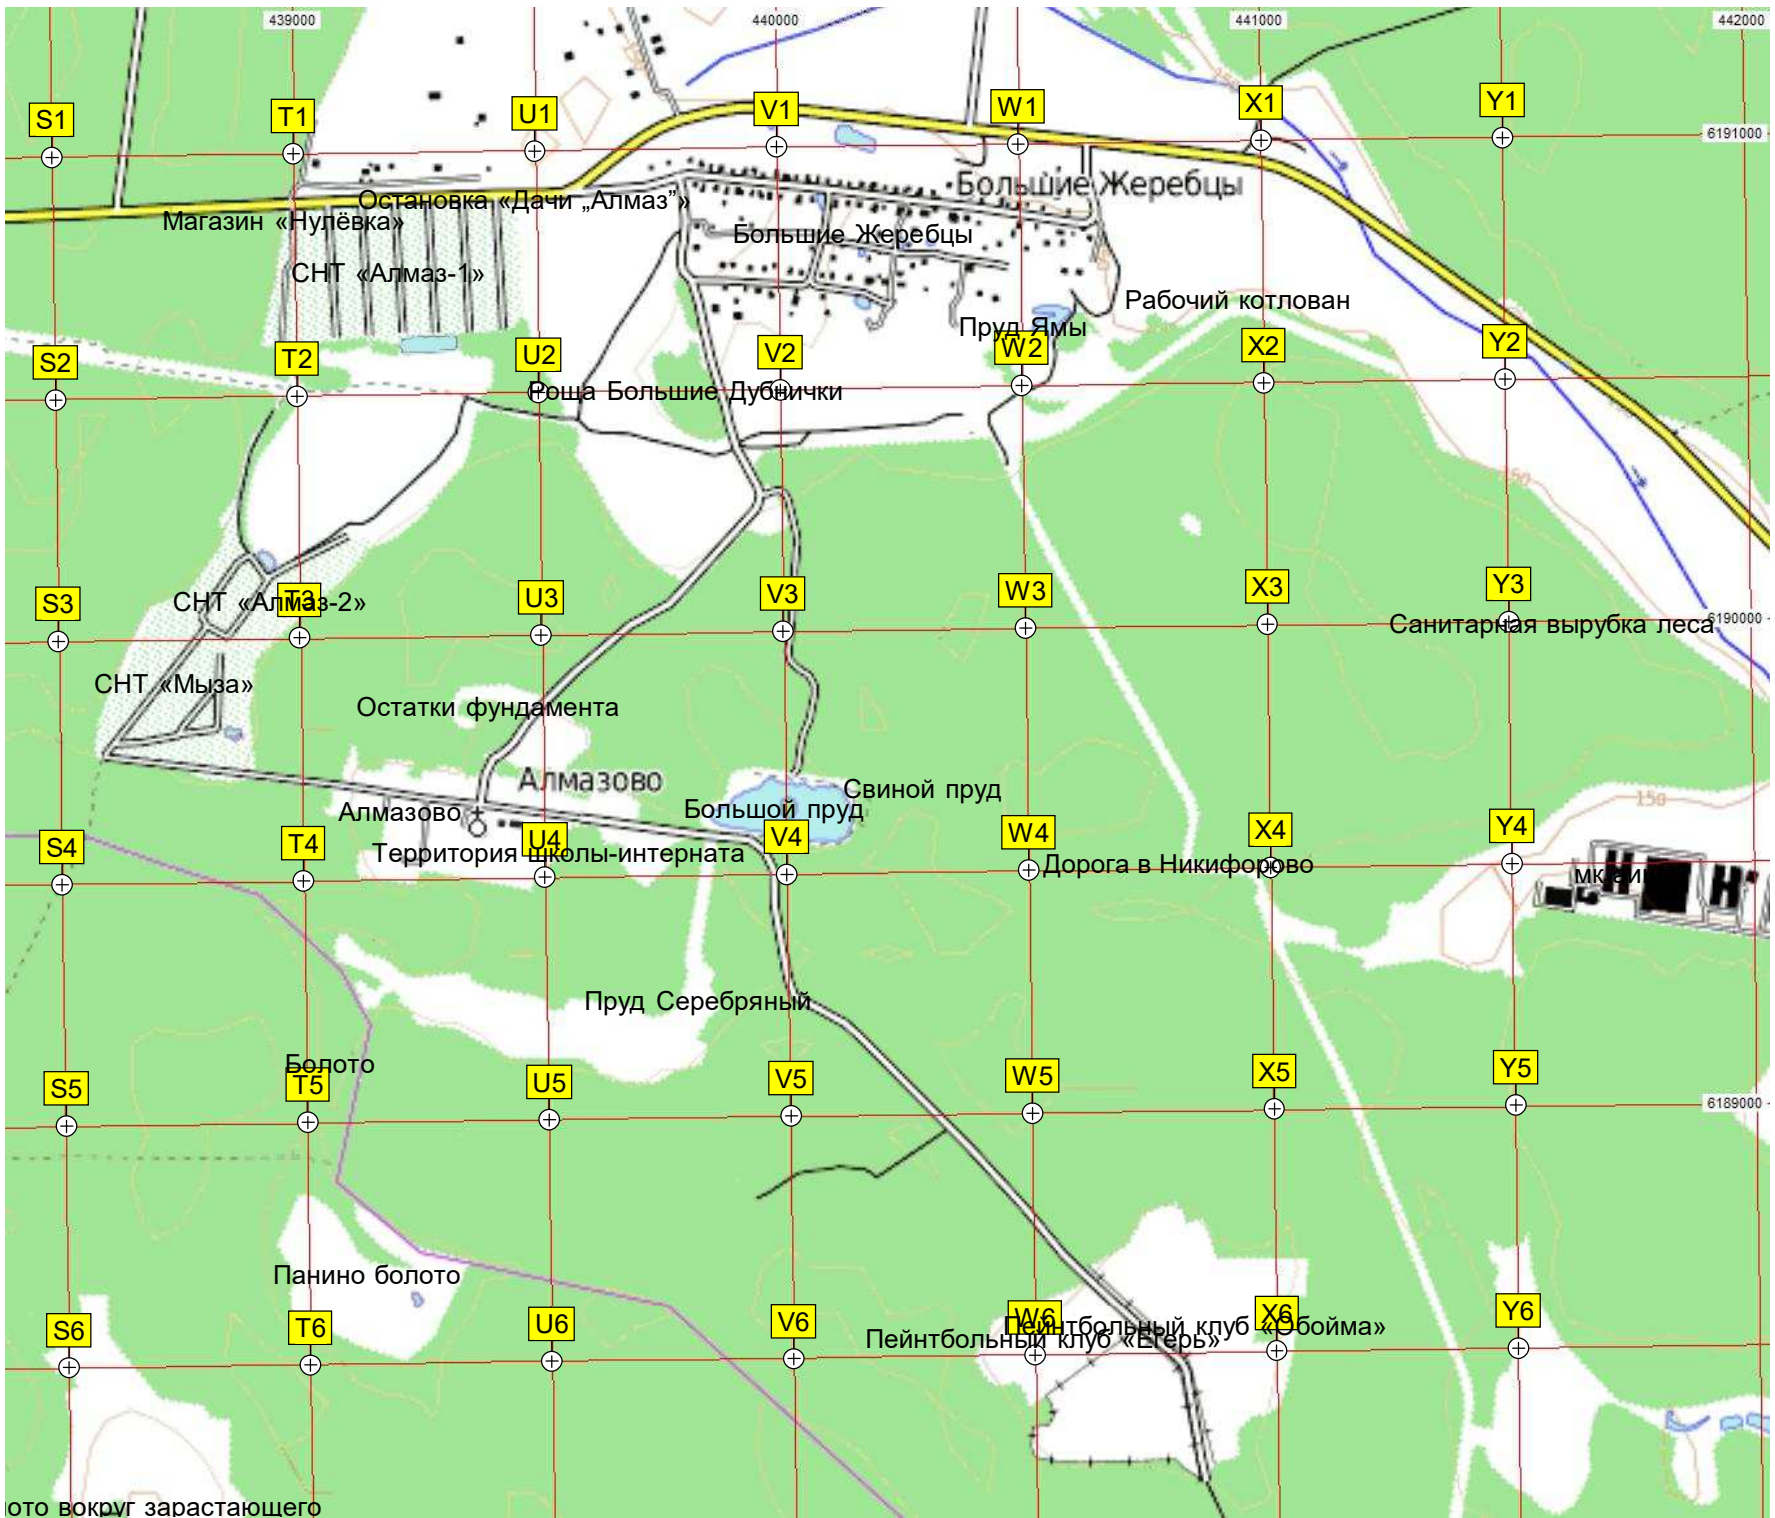 439000
440000
441000
442000
S1
T1
U1
V1
W1
X1
Y1
6191000
150
Большие Жеребцы
Остановка «Дачи „Алмаз”»
Магазин «Нулёвка»
Большие Жеребцы
СНТ «Алмаз-1»
Рабочий котлован
Пруд Ямы
S2
T2
U2
V2
W2
X2
Y2
Роща Большие Дубнички
150
S3
T3
U3
V3
W3
X3
Y3
СНТ «Алмаз-2»
6190000
Санитарная вырубка леса
СНТ «Мыза»
Остатки фундамента
Алмазово
Свиной пруд
Большой пруд
150
Алмазово
S4
T4
U4
V4
W4
X4
Y4
Территория школы-интерната
Дорога в Никифорово
Пруд Серебряный
Болото
S5
T5
U5
V5
W5
X5
Y5
6189000
Панино болото
S6
T6
U6
V6
W6
X6
Y6
Пейнтбольный клуб «Обойма»
Пейнтбольный клуб «Егерь»
ото вокруг зарастающего